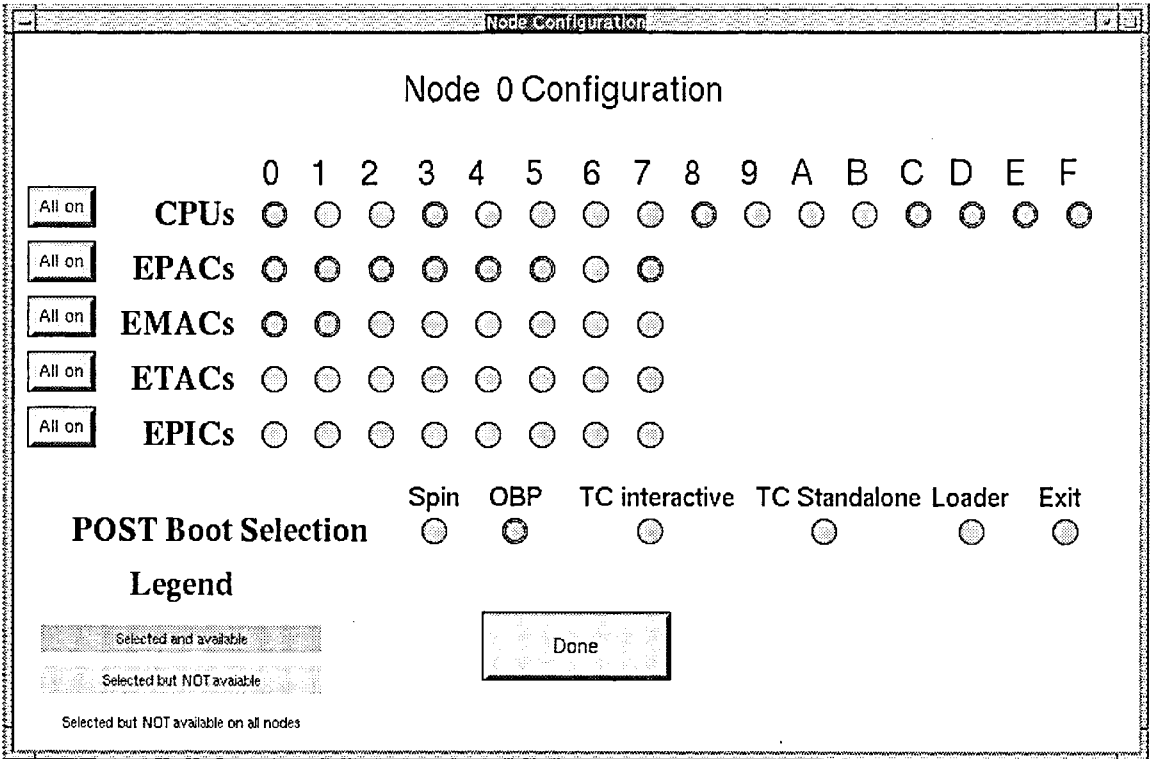 Node Configuration
Node 0 Configuration
0 1 2 3 4 5 6 7 8 9 A B C D E F
All on CPUs
All on EPACs
All on EMACs
All on ETACs
All on EPICs
Spin OBP TC interactive TC Standalone Loader Exit
POST Boot Selection
Legend
Selected and available
Done
Selected but NOT avaiable
Selected but NOT available on all nodes